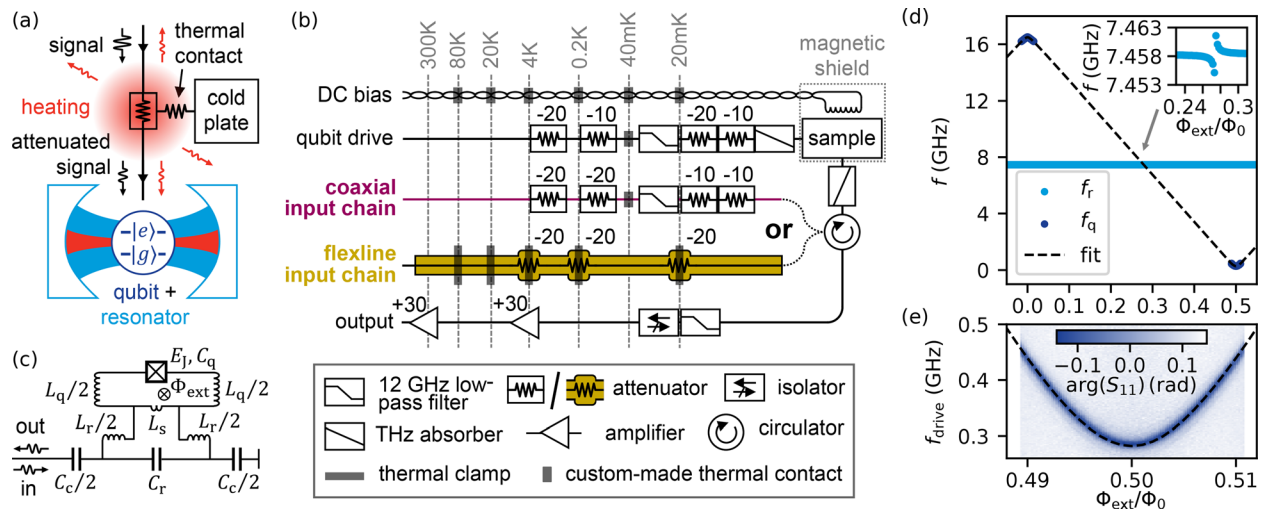 (a)
signal
thermal
contact
heating
cold
plate
attenuated
signal
–|e⟩–
–|g⟩–
qubit +
resonator
(b)
300K
80K
20K
4K
0.2K
40mK
20mK
magnetic
shield
DC bias
-20
-10
-20
-10
qubit drive
sample
coaxial
input chain
-20
-10
-10
-10
or
flexline
input chain
-20
-20
-20
output
+30
+30
12 GHz low-
pass filter
/
attenuator
isolator
THz absorber
amplifier
circulator
thermal clamp
custom-made thermal contact
(c)
E_J, C_q
L_q/2
Φ_ext
L_q/2
L_r/2
L_s
L_r/2
out
in
C_c/2
C_r
C_c/2
(d)
16
12
8
4
0
f (GHz)
7.463
7.458
7.453
f (GHz)
0.24
0.3
Φ_ext/Φ_0
f_r
f_q
fit
0.0
0.1
0.2
0.3
0.4
0.5
(e)
0.5
0.4
0.3
f_drive (GHz)
−0.1
0.0
0.1
arg(S_11) (rad)
0.49
0.50
0.51
Φ_ext/Φ_0